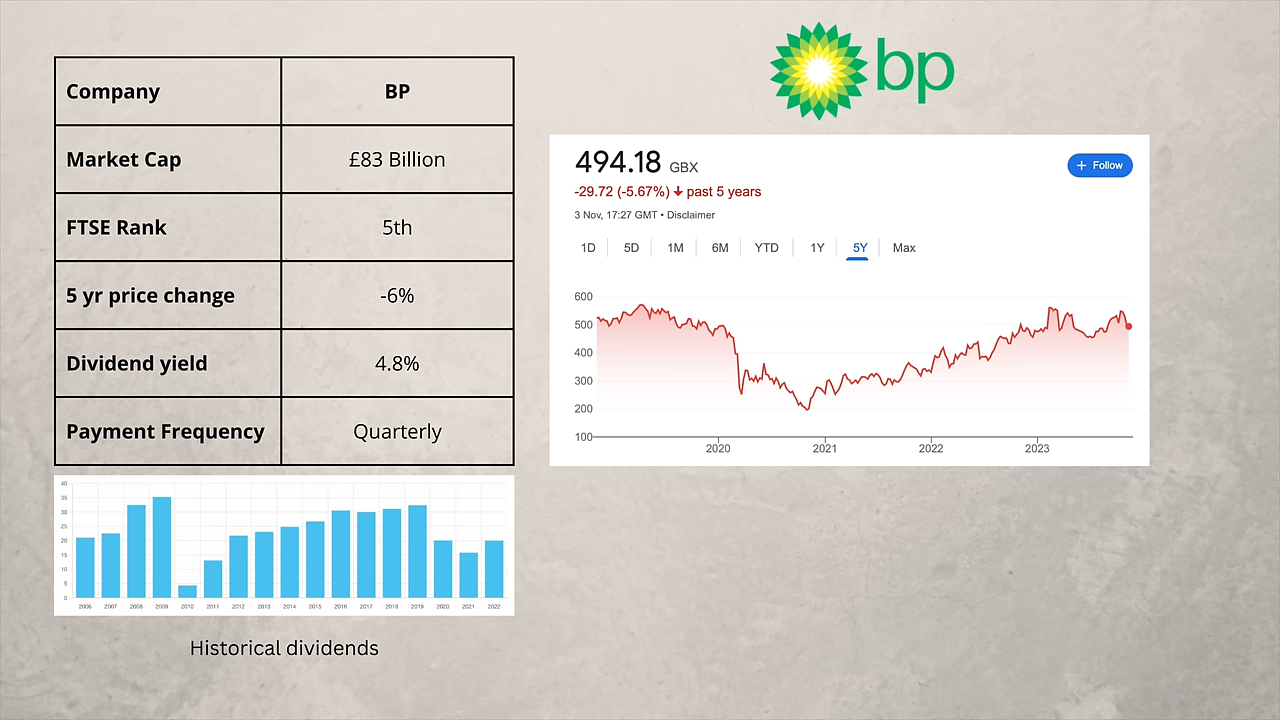 bp
Company BP
Market Cap £83 Billion
FTSE Rank 5th
5 yr price change -6%
Dividend yield 4.8%
Payment Frequency Quarterly
494.18 GBX
+ Follow
-29.72 (-5.67%) ↓ past 5 years
3 Nov, 17:27 GMT • Disclaimer
1D 5D 1M 6M YTD 1Y 5Y Max
600
500
400
300
200
100
2020 2021 2022 2023
40
35
30
25
20
15
10
5
0
2006 2007 2008 2009 2010 2011 2012 2013 2014 2015 2016 2017 2018 2019 2020 2021 2022
Historical dividends